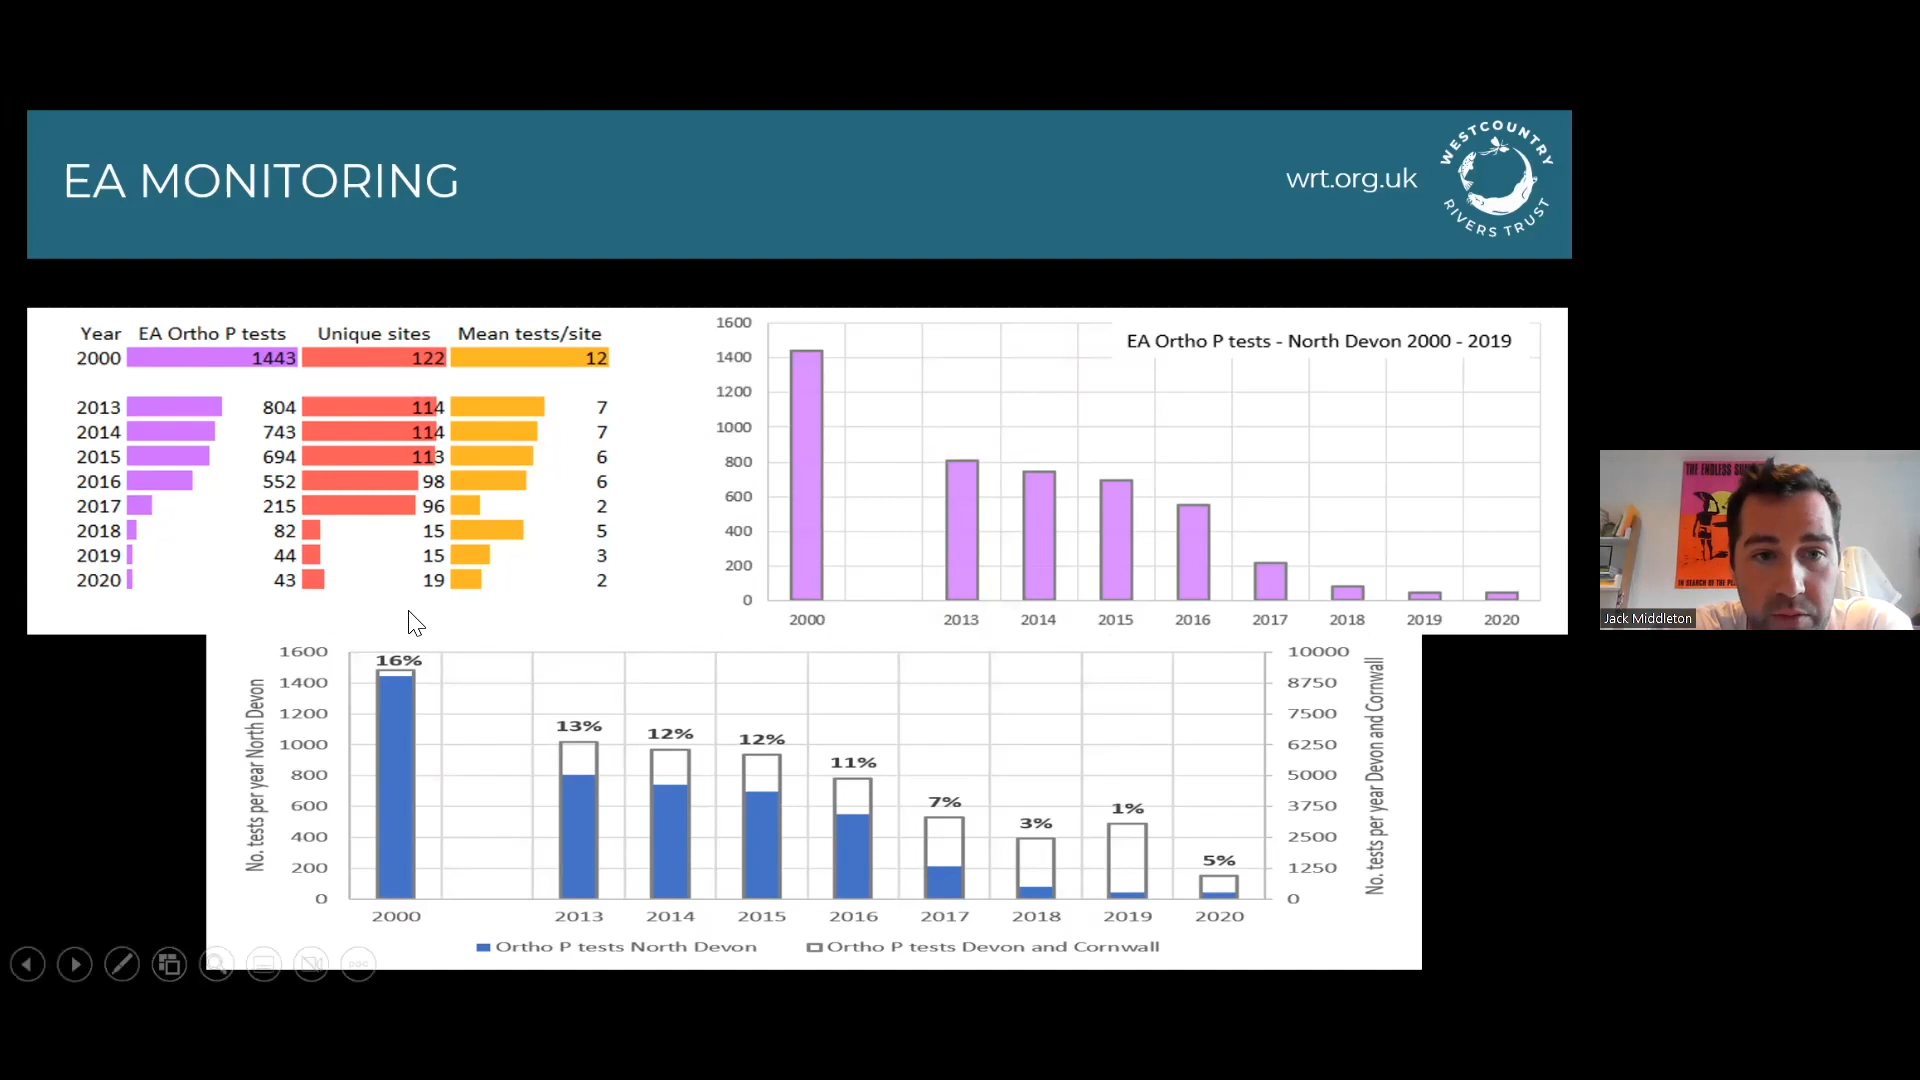 EA MONITORING
wrt.org.uk
WESTCOUNTRY
RIVERS TRUST
Year EA Ortho P tests Unique sites Mean tests/site
2000 1443 122 12
2013 804 114 7
2014 743 114 7
2015 694 113 6
2016 552 98 6
2017 215 96 2
2018 82 15 5
2019 44 15 3
2020 43 19 2
EA Ortho P tests - North Devon 2000 - 2019
1600
1400
1200
1000
800
600
400
200
0
2000 2013 2014 2015 2016 2017 2018 2019 2020
No. tests per year North Devon
1600
1400
1200
1000
800
600
400
200
0
16% 13% 12% 12% 11% 7% 3% 1% 5%
10000
8750
7500
6250
5000
3750
2500
1250
0
No. tests per year Devon and Cornwall
2000 2013 2014 2015 2016 2017 2018 2019 2020
Ortho P tests North Devon Ortho P tests Devon and Cornwall
THE ENDLESS
IN SEARCH OF THE
Jack Middleton